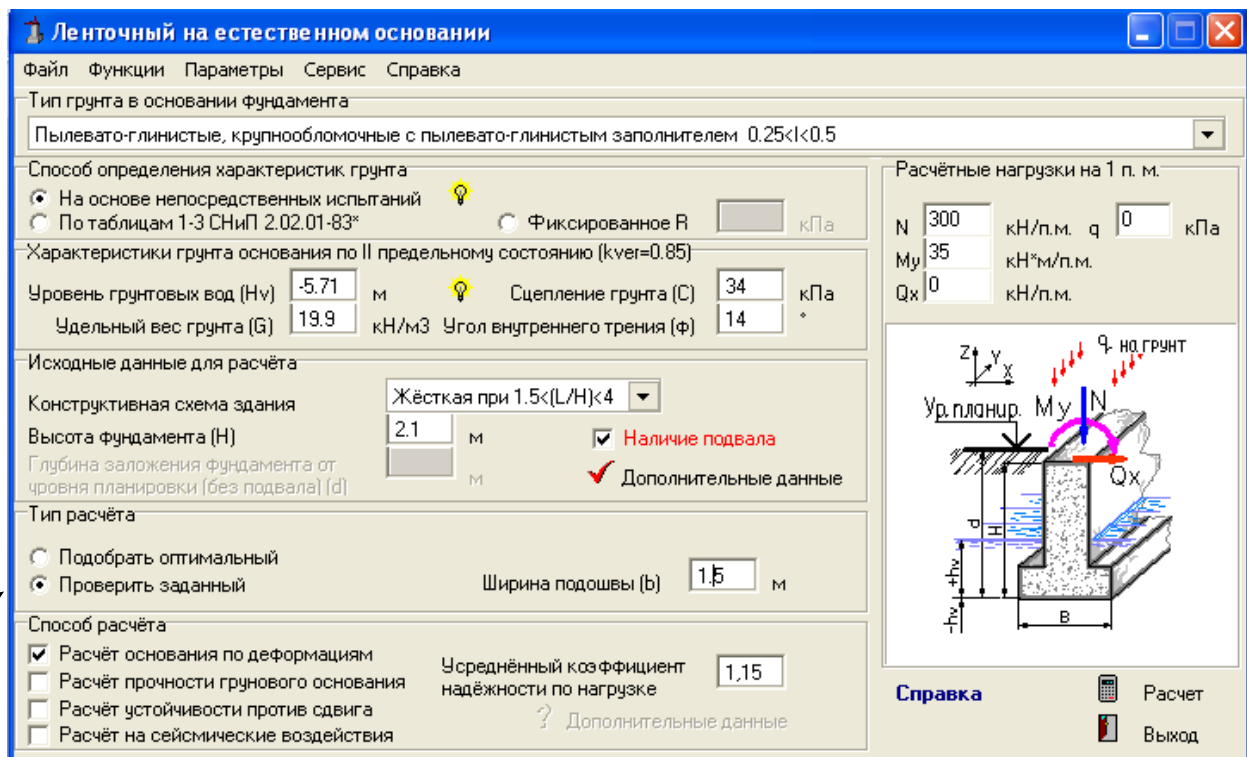 Ленточный на естественном основании
Файл Функции Параметры Сервис Справка
Тип грунта в основании фундамента
Пылевато-глинистые, крупнообломочные с пылевато-глинистым заполнителем 0.25<I<0.5
Способ определения характеристик грунта
На основе непосредственных испытаний
По таблицам 1-3 СНиП 2.02.01-83* Фиксированное R кПа
Характеристики грунта основания по II предельному состоянию (kver=0.85)
Уровень грунтовых вод (Hv) -5.71 м Сцепление грунта (С) 34 кПа
Удельный вес грунта (G) 19.9 кН/м3 Угол внутреннего трения (ф) 14 °
Исходные данные для расчёта
Конструктивная схема здания Жёсткая при 1.5<(L/H)<4
Высота фундамента (H) 2.1 м Наличие подвала
Глубина заложения фундамента от
уровня планировки (без подвала) (d) м Дополнительные данные
Тип расчёта
Подобрать оптимальный
Проверить заданный Ширина подошвы (b) 1.5 м
Способ расчёта
Расчёт основания по деформациям
Расчёт прочности грунового основания
Расчёт устойчивости против сдвига
Расчёт на сейсмические воздействия
Усреднённый коэффициент
надёжности по нагрузке 1,15
? Дополнительные данные
Расчётные нагрузки на 1 п. м.
N 300 кН/п.м. q 0 кПа
My 35 кН*м/п.м.
Qx 0 кН/п.м.
Z Y X
q на грунт
Ур. планир. My N
Qx
d H
+hv
-hv
B
Справка Расчет
Выход